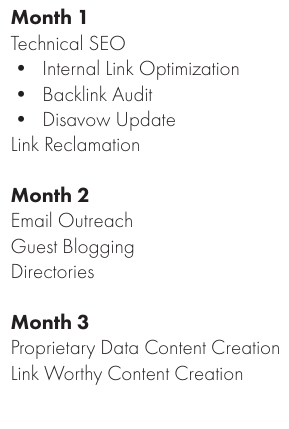 Month 1
Technical SEO
• Internal Link Optimization
• Backlink Audit
• Disavow Update
Link Reclamation
Month 2
Email Outreach
Guest Blogging
Directories
Month 3
Proprietary Data Content Creation
Link Worthy Content Creation